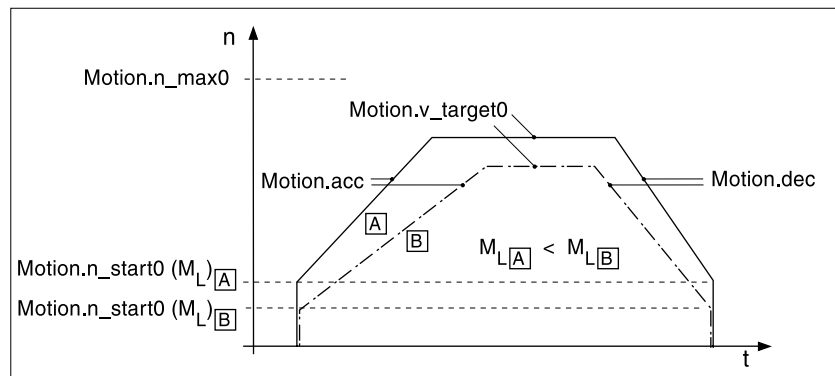 n
Motion.n_max0
Motion.v_target0
Motion.acc
Motion.dec
A
B
M_L A < M_L B
Motion.n_start0 (M_L) A
Motion.n_start0 (M_L) B
t